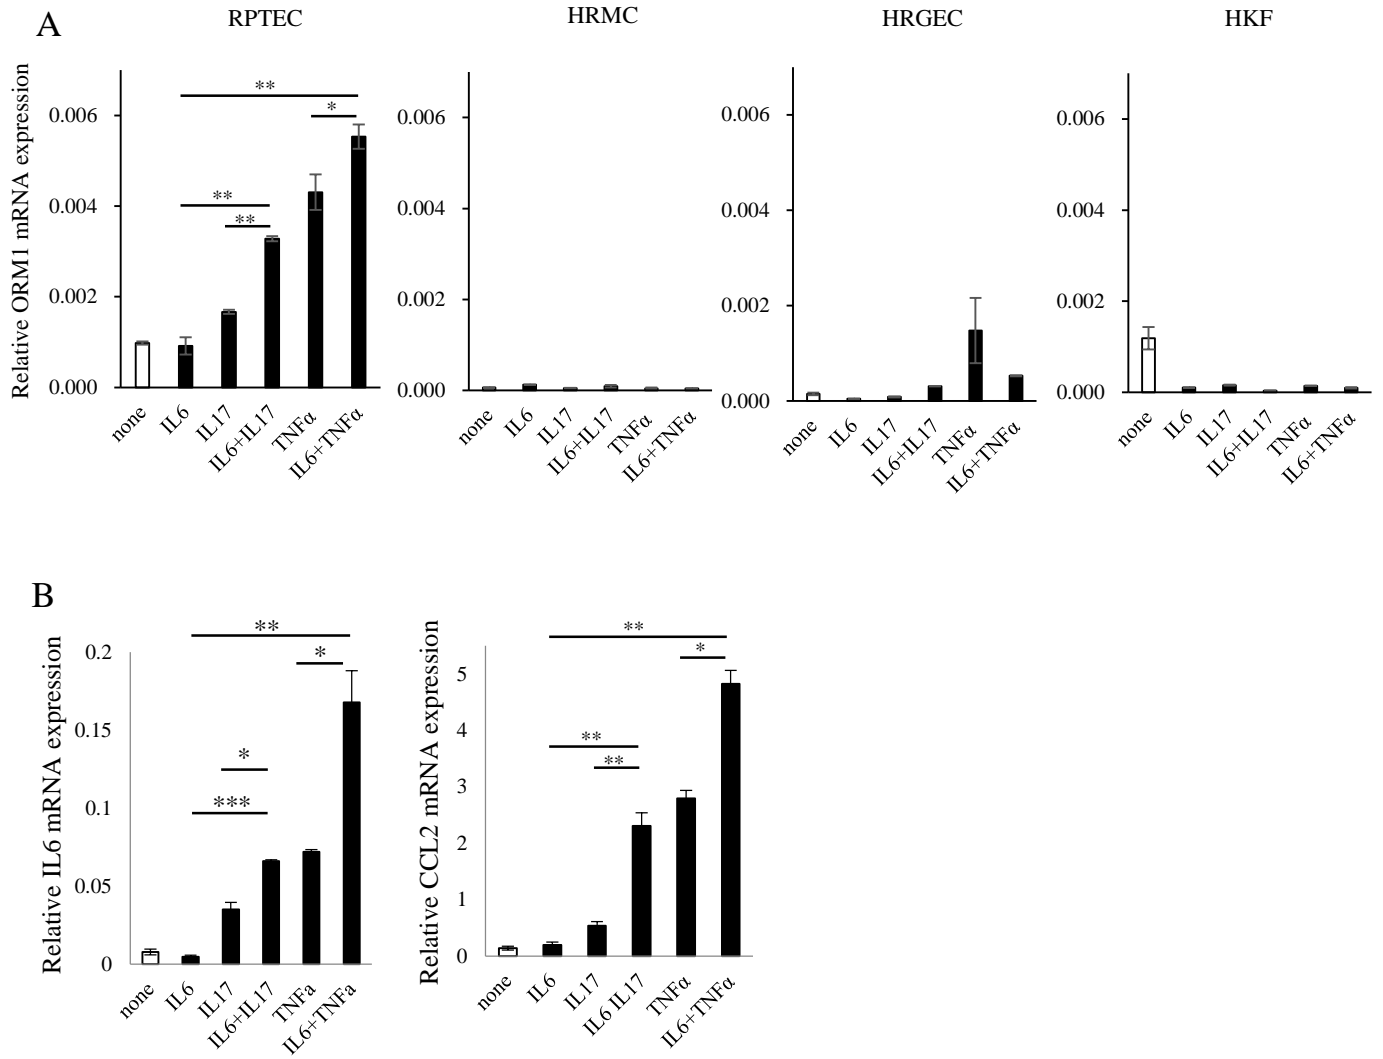 A
RPTEC
HRMC
HRGEC
HKF
Relative ORM1 mRNA expression
0.006
0.004
0.002
0.000
**
*
**
**
none
IL6
IL17
IL6+IL17
TNFα
IL6+TNFα
0.006
0.004
0.002
0.000
none
IL6
IL17
IL6+IL17
TNFα
IL6+TNFα
0.006
0.004
0.002
0.000
none
IL6
IL17
IL6+IL17
TNFα
IL6+TNFα
0.006
0.004
0.002
0.000
none
IL6
IL17
IL6+IL17
TNFα
IL6+TNFα
B
Relative IL6 mRNA expression
0.2
0.15
0.1
0.05
0
**
*
*
***
none
IL6
IL17
IL6+IL17
TNFa
IL6+TNFa
Relative CCL2 mRNA expression
5
4
3
2
1
0
**
*
**
**
none
IL6
IL17
IL6 IL17
TNFα
IL6+TNFα